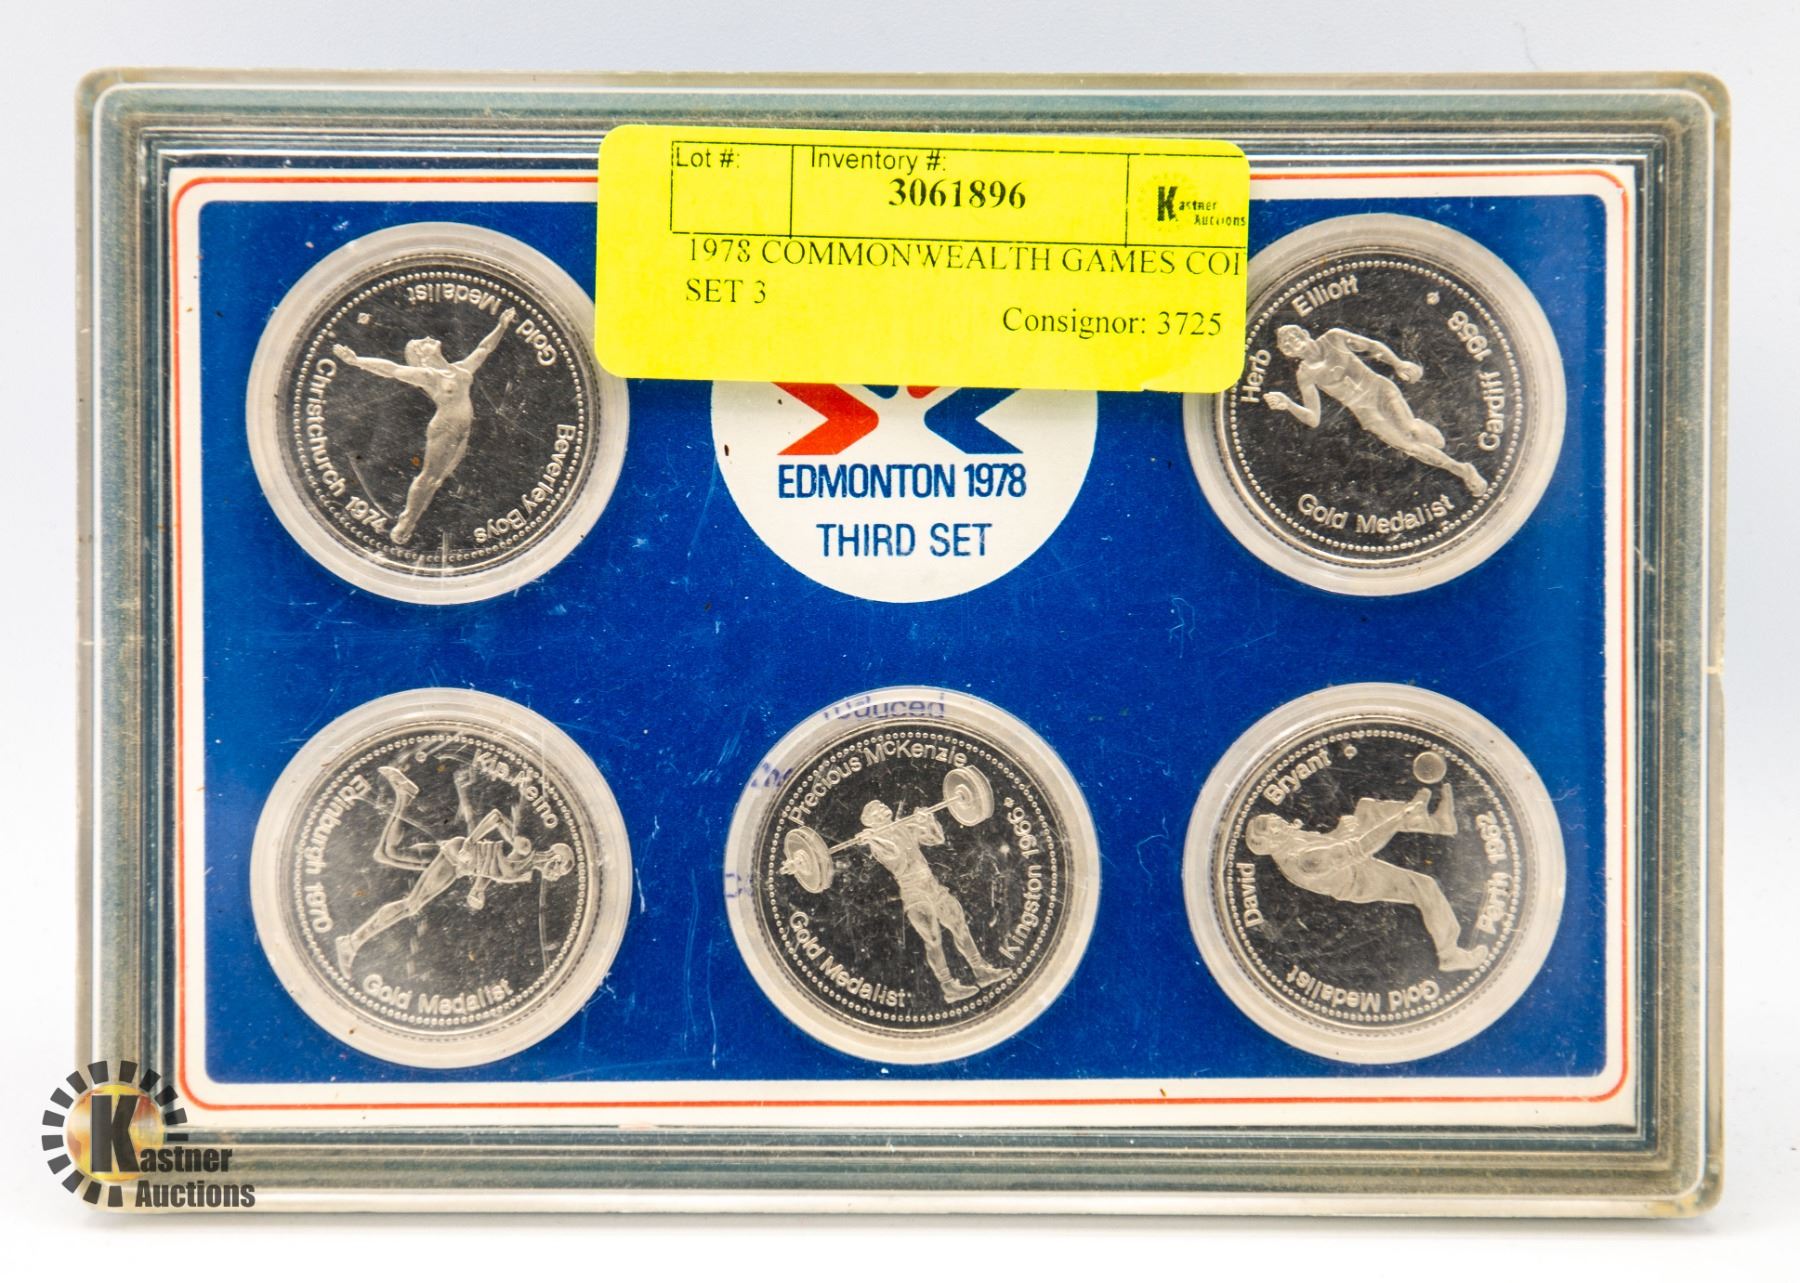 Lot #:
Inventory #:
3061896
Kastner
Auctions
1978 COMMONWEALTH GAMES COI
SET 3
Consignor: 3725
Gold Medalist
Beverley Boys
Christchurch 1974
EDMONTON 1978
THIRD SET
Herb Elliott
Cardiff 1958
Gold Medalist
Kip Keino
Edinburgh 1970
Gold Medalist
Precious McKenzie
Kingston 1966
Gold Medalist
David Bryant
Perth 1962
Gold Medalist
Kastner
Auctions